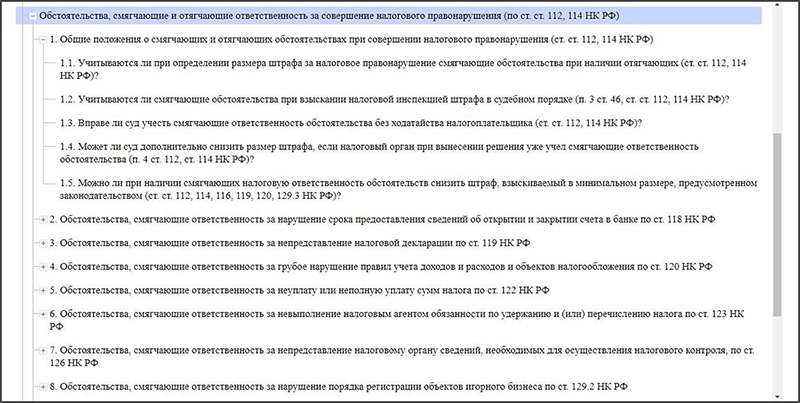 Обстоятельства, смягчающие и отягчающие ответственность за совершение налогового правонарушения (по ст. ст. 112, 114 НК РФ)
1. Общие положения о смягчающих и отягчающих обстоятельствах при совершении налогового правонарушения (ст. ст. 112, 114 НК РФ)
1.1. Учитываются ли при определении размера штрафа за налоговое правонарушение смягчающие обстоятельства при наличии отягчающих (ст. ст. 112, 114
НК РФ)?
1.2. Учитываются ли смягчающие обстоятельства при взыскании налоговой инспекцией штрафа в судебном порядке (п. 3 ст. 46, ст. ст. 112, 114 НК РФ)?
1.3. Вправе ли суд учесть смягчающие ответственность обстоятельства без ходатайства налогоплательщика (ст. ст. 112, 114 НК РФ)?
1.4. Может ли суд дополнительно снизить размер штрафа, если налоговый орган при вынесении решения уже учел смягчающие ответственность
обстоятельства (п. 4 ст. 112, ст. 114 НК РФ)?
1.5. Можно ли при наличии смягчающих налоговую ответственность обстоятельств снизить штраф, взыскиваемый в минимальном размере, предусмотренном
законодательством (ст. ст. 112, 114, 116, 119, 120, 129.3 НК РФ)?
2. Обстоятельства, смягчающие ответственность за нарушение срока предоставления сведений об открытии и закрытии счета в банке по ст. 118 НК РФ
3. Обстоятельства, смягчающие ответственность за непредставление налоговой декларации по ст. 119 НК РФ
4. Обстоятельства, смягчающие ответственность за грубое нарушение правил учета доходов и расходов и объектов налогообложения по ст. 120 НК РФ
5. Обстоятельства, смягчающие ответственность за неуплату или неполную уплату сумм налога по ст. 122 НК РФ
6. Обстоятельства, смягчающие ответственность за невыполнение налоговым агентом обязанности по удержанию и (или) перечислению налога по ст. 123 НК
РФ
7. Обстоятельства, смягчающие ответственность за непредставление налоговому органу сведений, необходимых для осуществления налогового контроля, по ст.
126 НК РФ
8. Обстоятельства, смягчающие ответственность за нарушение порядка регистрации объектов игорного бизнеса по ст. 129.2 НК РФ